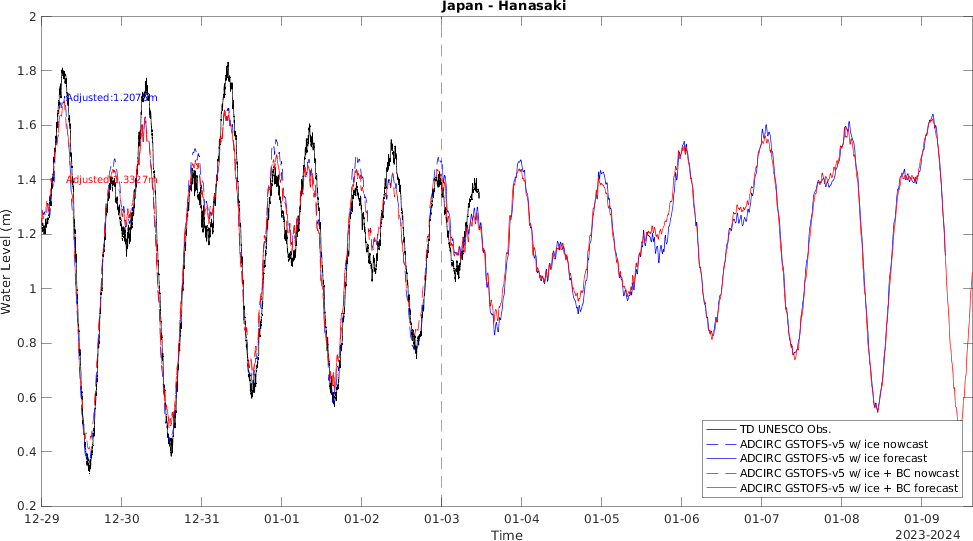 Japan - Hanasaki
2
1.8
1.6
1.4
1.2
1
0.8
0.6
0.4
0.2
Water Level (m)
Adjusted:
Adjusted:
TD UNESCO Obs.
ADCIRC GSTOFS-v5 w/ ice nowcast
ADCIRC GSTOFS-v5 w/ ice forecast
ADCIRC GSTOFS-v5 w/ ice + BC nowcast
ADCIRC GSTOFS-v5 w/ ice + BC forecast
12-29 12-30 12-31 01-01 01-02 01-03 01-04 01-05 01-06 01-07 01-08 01-09
Time
2023-2024